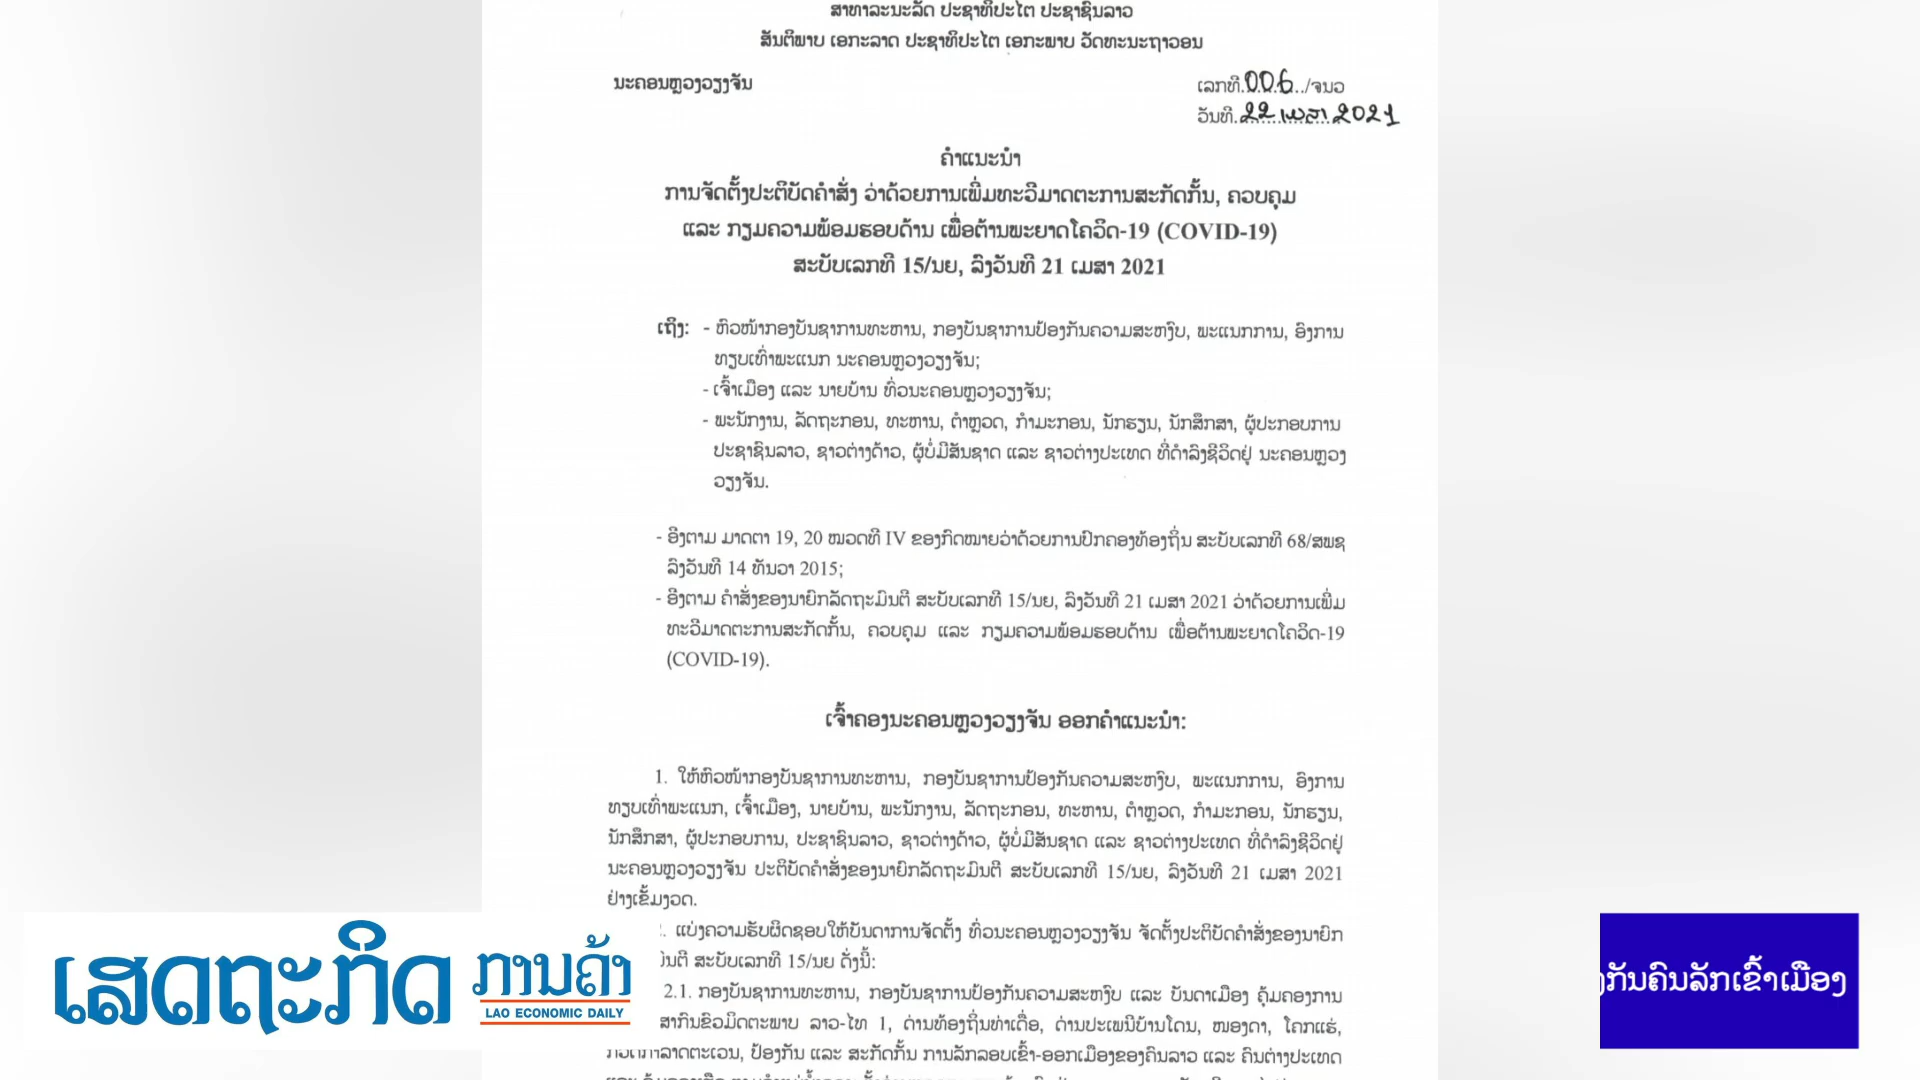 ສາທາລະນະລັດ ປະຊາທິປະໄຕ ປະຊາຊົນລາວ
ສັນຕິພາບ ເອກະລາດ ປະຊາທິປະໄຕ ເອກະພາບ ວັດທະນະຖາວອນ
ນະຄອນຫຼວງວຽງຈັນ
ເລກທີ.006../ຈນວ
ວັນທີ.22 ເມສາ 2021
ຄຳແນະນຳ
ການຈັດຕັ້ງປະຕິບັດຄຳສັ່ງ ວ່າດ້ວຍການເພີ່ມທະວີມາດຕະການສະກັດກັ້ນ, ຄວບຄຸມ
ແລະ ກຽມຄວາມພ້ອມຮອບດ້ານ ເພື່ອຕ້ານພະຍາດໂຄວິດ-19 (COVID-19)
ສະບັບເລກທີ 15/ນຍ, ລົງວັນທີ 21 ເມສາ 2021
ເຖິງ: - ຫົວໜ້າກອງບັນຊາການທະຫານ, ກອງບັນຊາການປ້ອງກັນຄວາມສະຫງົບ, ພະແນກການ, ອົງການ
ທຽບເທົ່າພະແນກ ນະຄອນຫຼວງວຽງຈັນ;
- ເຈົ້າເມືອງ ແລະ ນາຍບ້ານ ທົ່ວນະຄອນຫຼວງວຽງຈັນ;
- ພະນັກງານ, ລັດຖະກອນ, ທະຫານ, ຕຳຫຼວດ, ກຳມະກອນ, ນັກຮຽນ, ນັກສຶກສາ, ຜູ້ປະກອບການ
ປະຊາຊົນລາວ, ຊາວຕ່າງດ້າວ, ຜູ້ບໍ່ມີສັນຊາດ ແລະ ຊາວຕ່າງປະເທດ ທີ່ດຳລົງຊີວິດຢູ່ ນະຄອນຫຼວງ
ວຽງຈັນ.
- ອີງຕາມ ມາດຕາ 19, 20 ໝວດທີ IV ຂອງກົດໝາຍວ່າດ້ວຍການປົກຄອງທ້ອງຖິ່ນ ສະບັບເລກທີ 68/ສພຊ
ລົງວັນທີ 14 ທັນວາ 2015;
- ອີງຕາມ ຄຳສັ່ງຂອງນາຍົກລັດຖະມົນຕີ ສະບັບເລກທີ 15/ນຍ, ລົງວັນທີ 21 ເມສາ 2021 ວ່າດ້ວຍການເພີ່ມ
ທະວີມາດຕະການສະກັດກັ້ນ, ຄວບຄຸມ ແລະ ກຽມຄວາມພ້ອມຮອບດ້ານ ເພື່ອຕ້ານພະຍາດໂຄວິດ-19
(COVID-19).
ເຈົ້າຄອງນະຄອນຫຼວງວຽງຈັນ ອອກຄຳແນະນຳ:
1. ໃຫ້ຫົວໜ້າກອງບັນຊາການທະຫານ, ກອງບັນຊາການປ້ອງກັນຄວາມສະຫງົບ, ພະແນກການ, ອົງການ
ທຽບເທົ່າພະແນກ, ເຈົ້າເມືອງ, ນາຍບ້ານ, ພະນັກງານ, ລັດຖະກອນ, ທະຫານ, ຕຳຫຼວດ, ກຳມະກອນ, ນັກຮຽນ,
ນັກສຶກສາ, ຜູ້ປະກອບການ, ປະຊາຊົນລາວ, ຊາວຕ່າງດ້າວ, ຜູ້ບໍ່ມີສັນຊາດ ແລະ ຊາວຕ່າງປະເທດ ທີ່ດຳລົງຊີວິດຢູ່
ນະຄອນຫຼວງວຽງຈັນ ປະຕິບັດຄຳສັ່ງຂອງນາຍົກລັດຖະມົນຕີ ສະບັບເລກທີ 15/ນຍ, ລົງວັນທີ 21 ເມສາ 2021
ຢ່າງເຂັ້ມງວດ.
ແບ່ງຄວາມຮັບຜິດຊອບໃຫ້ບັນດາການຈັດຕັ້ງ ທົ່ວນະຄອນຫຼວງວຽງຈັນ ຈັດຕັ້ງປະຕິບັດຄຳສັ່ງຂອງນາຍົກ
ສະບັບເລກທີ 15/ນຍ ດັ່ງນີ້:
2.1. ກອງບັນຊາການທະຫານ, ກອງບັນຊາການປ້ອງກັນຄວາມສະຫງົບ ແລະ ບັນດາເມືອງ ຄຸ້ມຄອງການ
ສາກົນຂົວມິດຕະພາບ ລາວ-ໄທ 1, ດ່ານທ້ອງຖິ່ນທ່າເດື່ອ, ດ່ານປະເພນີບ້ານໂດນ, ໜອງດາ, ໂຄກແຮ່,
ປ້ອງກັນ ແລະ ສະກັດກັ້ນ ການລັກລອບເຂົ້າ-ອອກເມືອງຂອງຄົນລາວ ແລະ ຄົນຕ່າງປະເທດ
ເສດຖະກິດ ການຄ້າ
LAO ECONOMIC DAILY
ງກັນຄົນລັກເຂົ້າເມືອງ